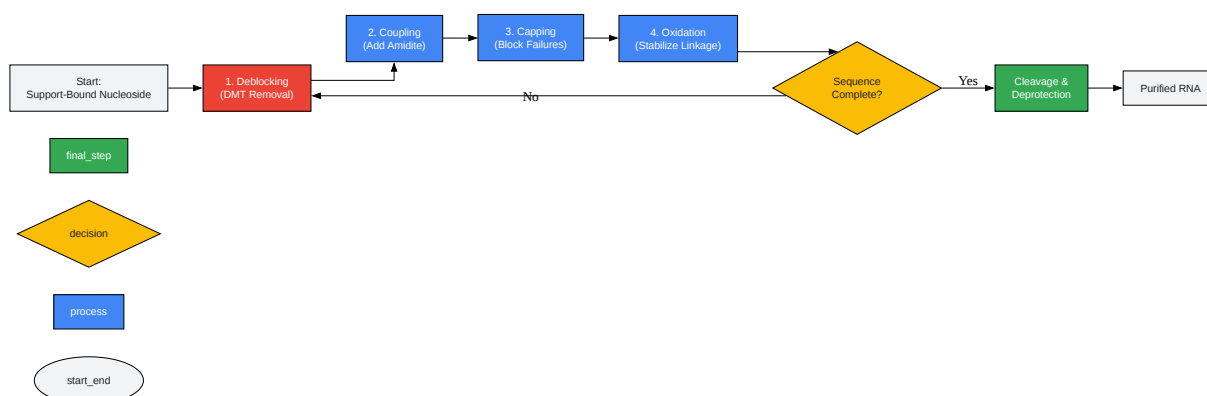 Start:
Support-Bound Nucleoside
1. Deblocking
(DMT Removal)
2. Coupling
(Add Amidite)
3. Capping
(Block Failures)
4. Oxidation
(Stabilize Linkage)
Sequence
Complete?
No
Yes
Cleavage &
Deprotection
Purified RNA
final_step
decision
process
start_end